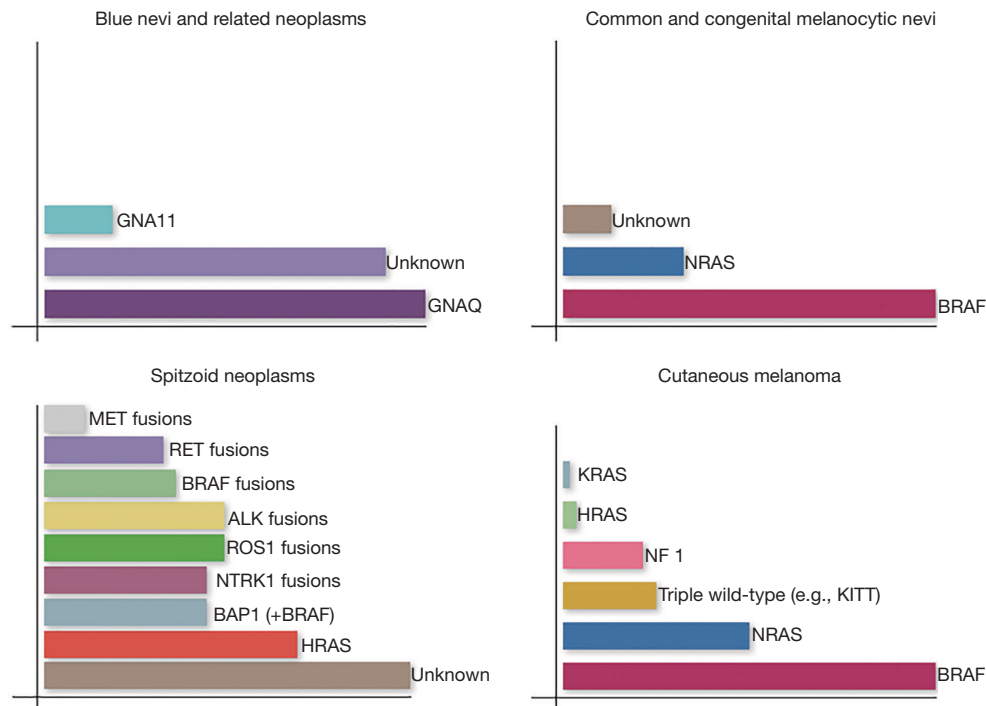 Blue nevi and related neoplasms
GNA11
Unknown
GNAQ
Common and congenital melanocytic nevi
Unknown
NRAS
BRAF
Spitzoid neoplasms
MET fusions
RET fusions
BRAF fusions
ALK fusions
ROS1 fusions
NTRK1 fusions
BAP1 (+BRAF)
HRAS
Unknown
Cutaneous melanoma
KRAS
HRAS
NF 1
Triple wild-type (e.g., KITT)
NRAS
BRAF